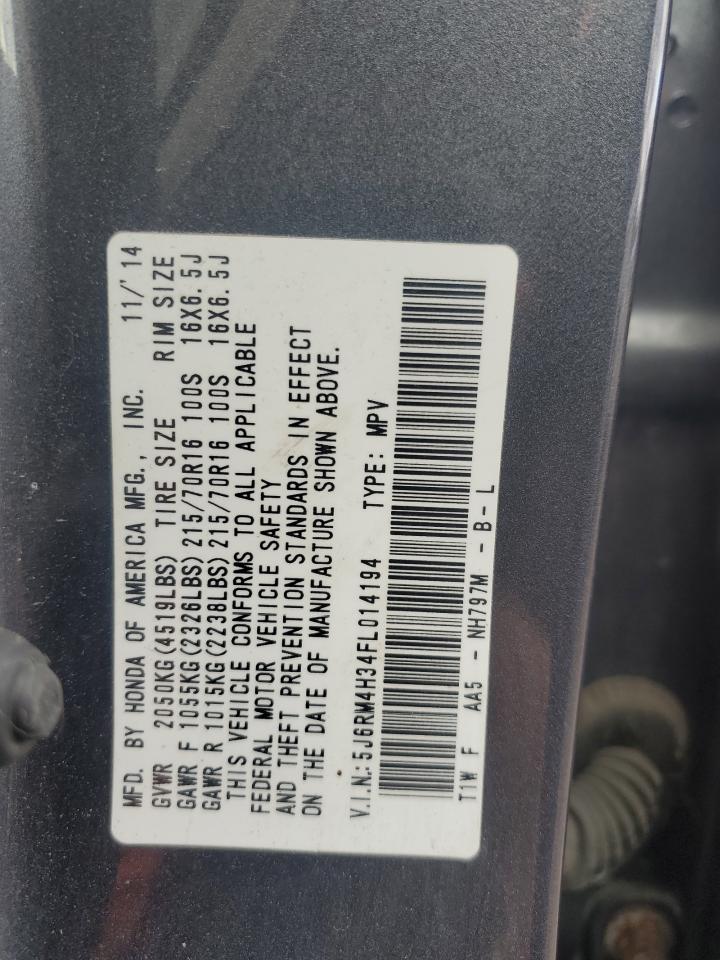 MFD. BY HONDA OF AMERICA MFG., INC. 11/'14
GVWR 2050KG(4519LBS) TIRE SIZE RIM SIZE
GAWR F 1055KG(2326LBS) 215/70R16 100S 16X6.5J
GAWR R 1015KG(2238LBS) 215/70R16 100S 16X6.5J
THIS VEHICLE CONFORMS TO ALL APPLICABLE
FEDERAL MOTOR VEHICLE SAFETY
AND THEFT PREVENTION STANDARDS IN EFFECT
ON THE DATE OF MANUFACTURE SHOWN ABOVE.
V.I.N.:5J6RM4H34FL014194 TYPE: MPV
T1W F AA5 - NH797M - B - L